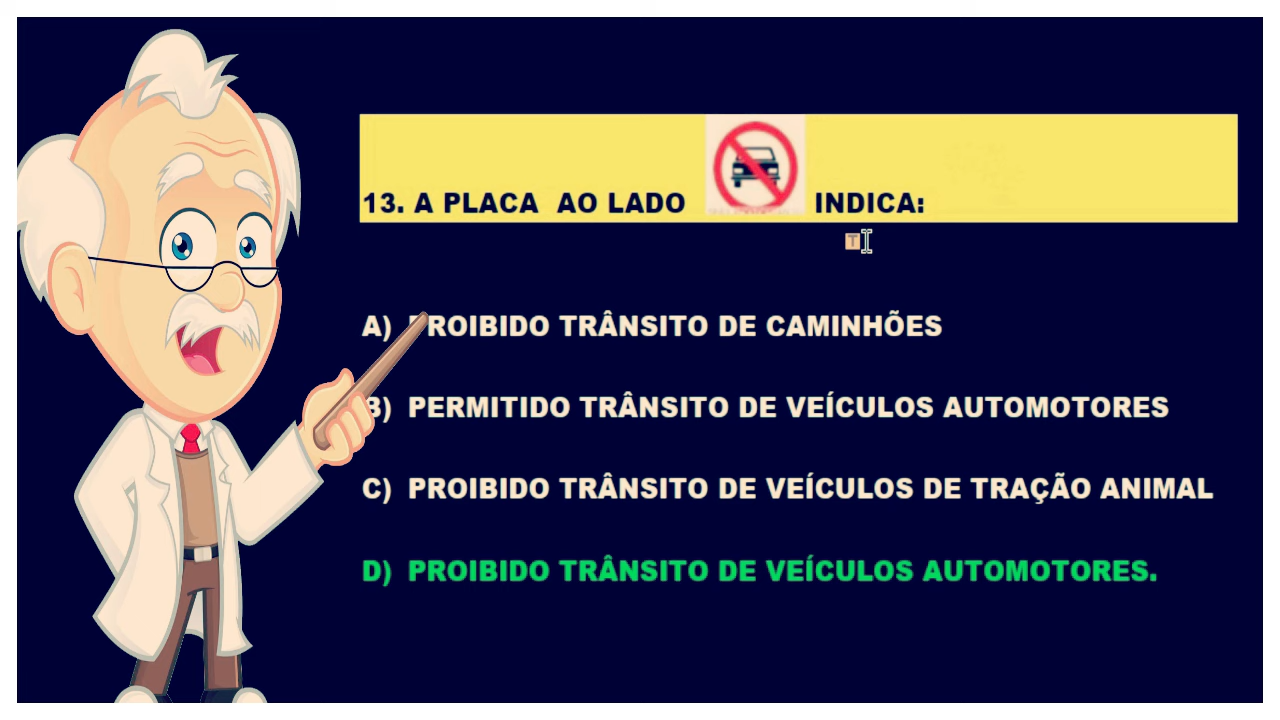 13. A PLACA AO LADO INDICA:
T
A) PROIBIDO TRÂNSITO DE CAMINHÕES
B) PERMITIDO TRÂNSITO DE VEÍCULOS AUTOMOTORES
C) PROIBIDO TRÂNSITO DE VEÍCULOS DE TRAÇÃO ANIMAL
D) PROIBIDO TRÂNSITO DE VEÍCULOS AUTOMOTORES.